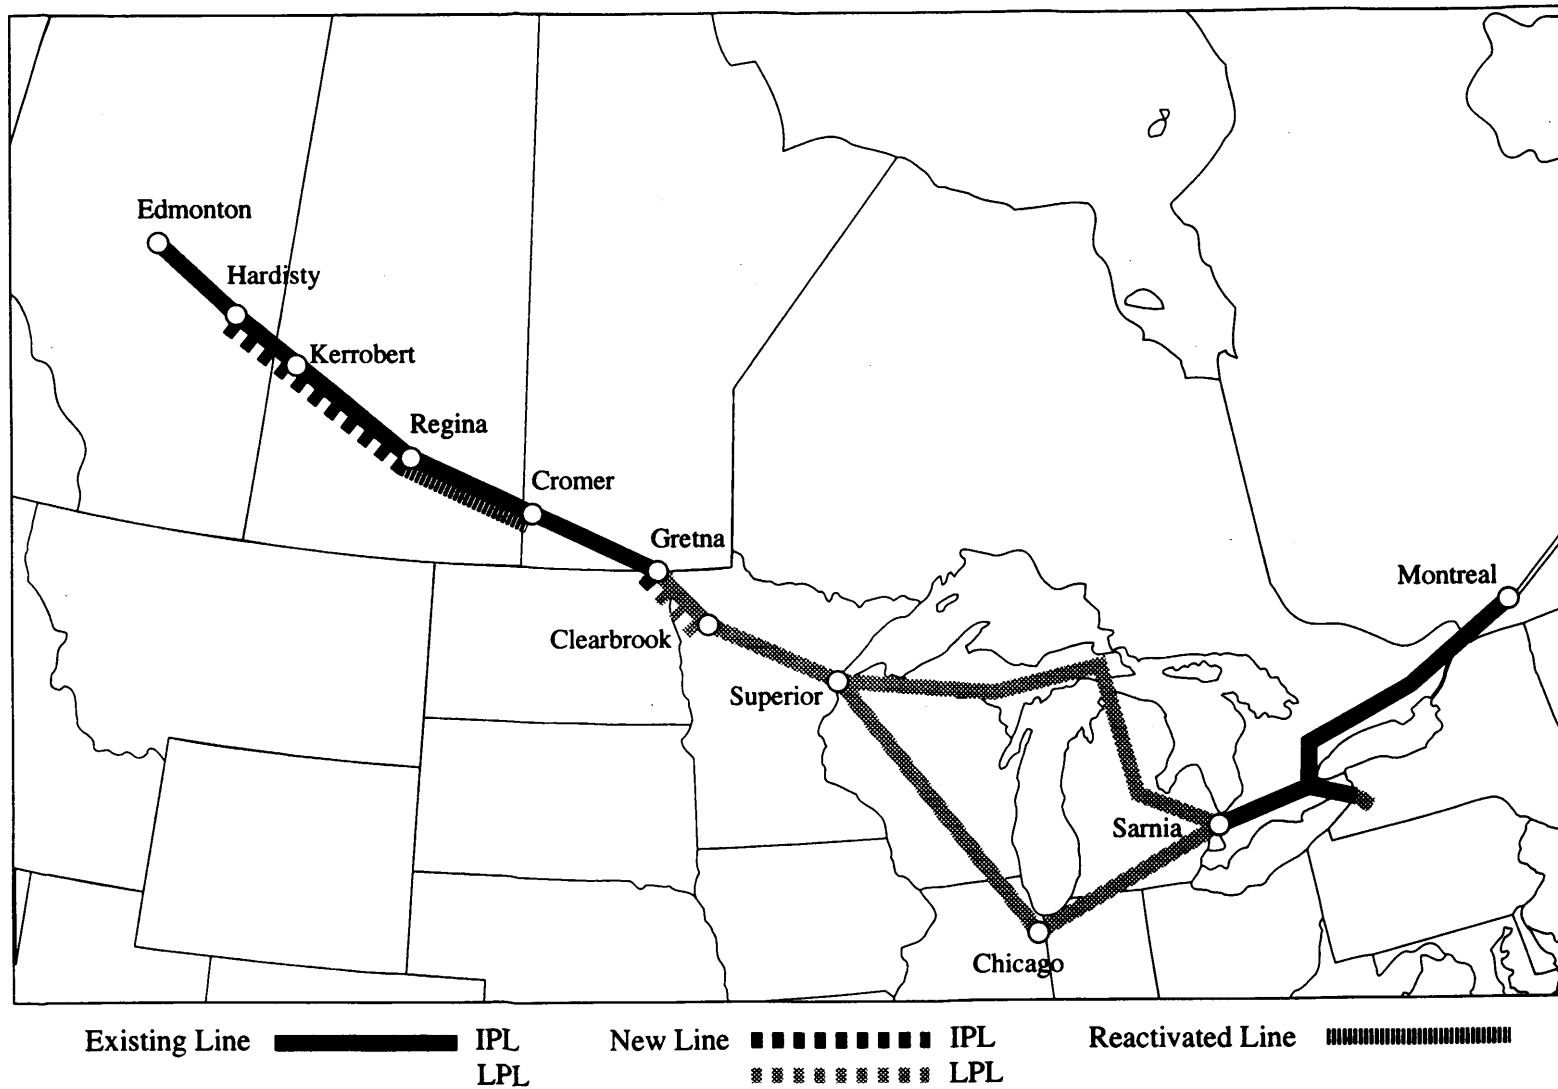 Edmonton
Hardisty
Kerrobert
Regina
Cromer
Gretna
Montreal
Clearbrook
Superior
Sarnia
Chicago
Existing Line IPL New Line IPL Reactivated Line
LPL LPL